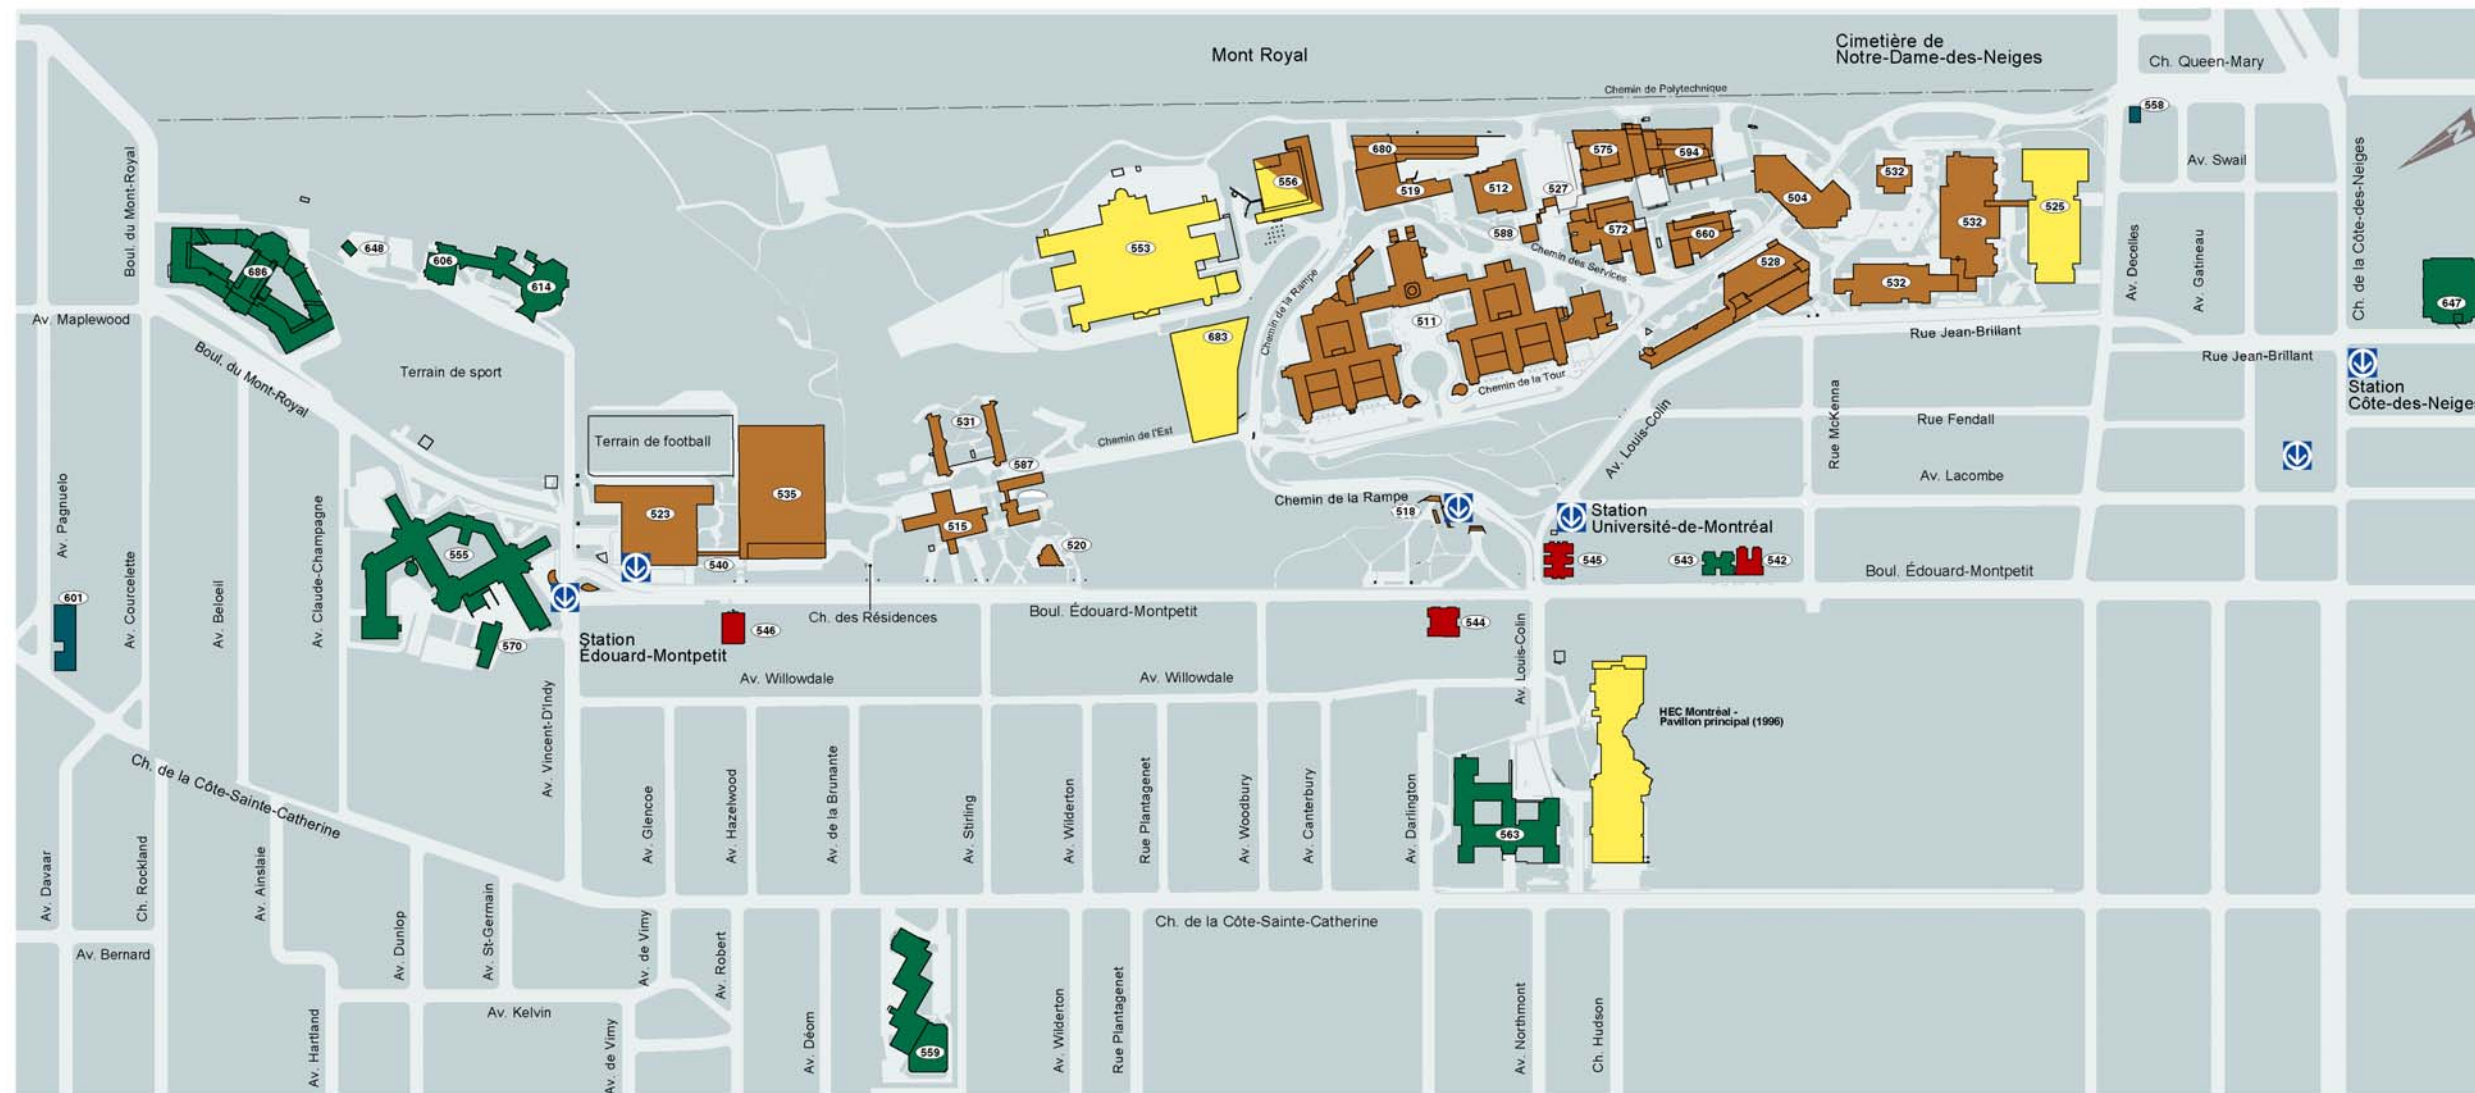 Mont Royal
Cimetière de
Notre-Dame-des-Neiges
Ch. Queen-Mary
Chemin de Polytechnique
558
N
Av. Swail
Boul. du Mont-Royal
680
575
594
556
519
512
527
532
504
525
532
Ch. de la Côte-des-Neiges
553
588
572
660
648
606
686
614
Chemin des Services
528
532
Av. Decelles
Av. Gatineau
647
Av. Maplewood
683
Chemin de la Rampe
511
Rue Jean-Brillant
Rue Jean-Brillant
Boul. du Mont-Royal
Terrain de sport
Chemin de la Tour
Station
Côte-des-Neiges
Terrain de football
531
Chemin de l'Est
Av. Louis-Colin
Rue McKenna
Rue Fendall
587
Av. Lacombe
535
523
515
Chemin de la Rampe
518
Station
Université-de-Montréal
Av. Pagnuelo
Av. Courcelette
Av. Beloeil
Av. Claude-Champagne
555
520
540
545
543
542
Boul. Édouard-Montpetit
601
546
Ch. des Résidences
Boul. Édouard-Montpetit
544
Av. Louis-Colin
570
Station
Édouard-Montpetit
Av. Willowdale
Av. Willowdale
Av. Vincent-D'Indy
HEC Montréal -
Pavillon principal (1996)
Ch. de la Côte-Sainte-Catherine
Av. Glencoe
Av. Hazelwood
Av. de la Brunante
Av. Stirling
Av. Wilderton
Rue Plantagenet
Av. Woodbury
Av. Canterbury
Av. Darlington
563
Av. Davaar
Ch. Rockland
Av. Ainslaie
Av. Dunlop
Av. St-Germain
Av. de Vimy
Av. Robert
Ch. de la Côte-Sainte-Catherine
Av. Bernard
Av. Kelvin
Av. Hartland
Av. de Vimy
Av. Déom
559
Av. Wilderton
Rue Plantagenet
Av. Northmont
Ch. Hudson